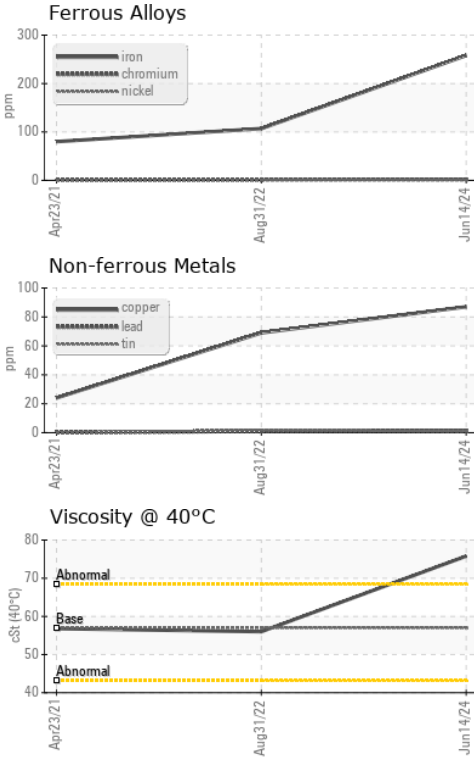 Ferrous Alloys
300
200
100
0
ppm
iron
chromium
nickel
Apr23/21
Aug31/22
Jun14/24
Non-ferrous Metals
100
80
60
40
20
0
ppm
copper
lead
tin
Apr23/21
Aug31/22
Jun14/24
Viscosity @ 40°C
80
70
60
50
40
cSt (40°C)
Abnormal
Base
Abnormal
Apr23/21
Aug31/22
Jun14/24